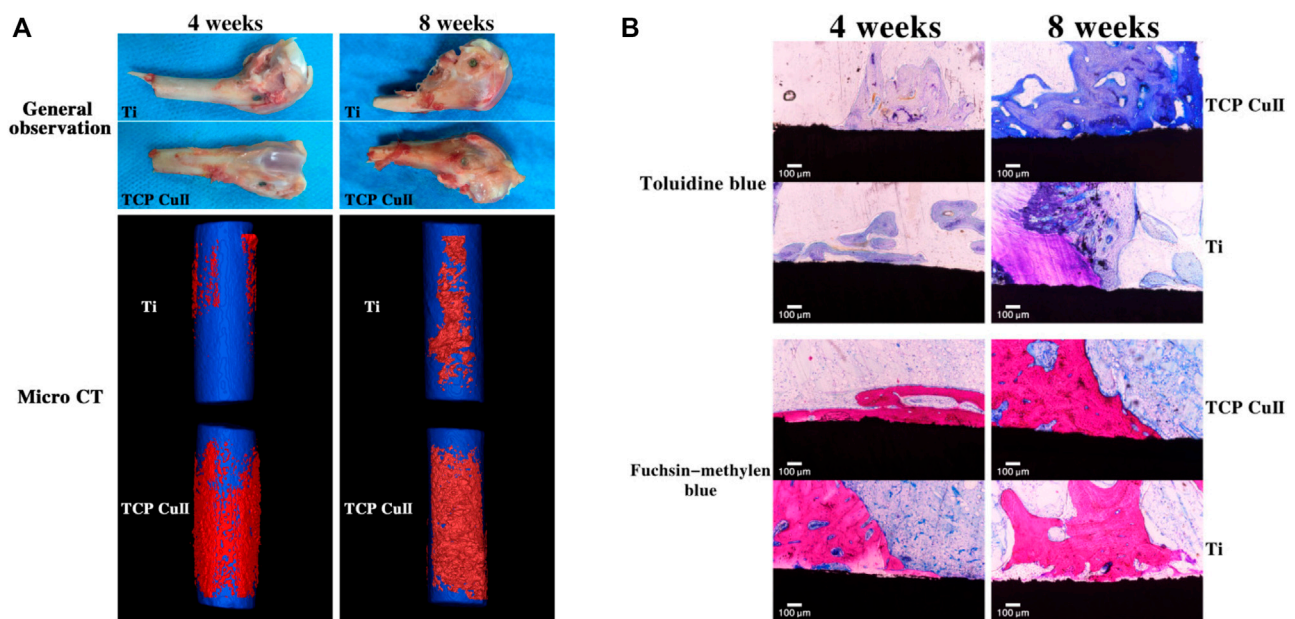 A
4 weeks
8 weeks
General
observation
Ti
Ti
TCP CuII
TCP CuII
Micro CT
Ti
Ti
TCP CuII
TCP CuII
B
4 weeks
8 weeks
Toluidine blue
100 µm
100 µm
TCP CuII
100 µm
100 µm
Ti
Fuchsin-methylen
blue
100 µm
100 µm
TCP CuII
100 µm
100 µm
Ti